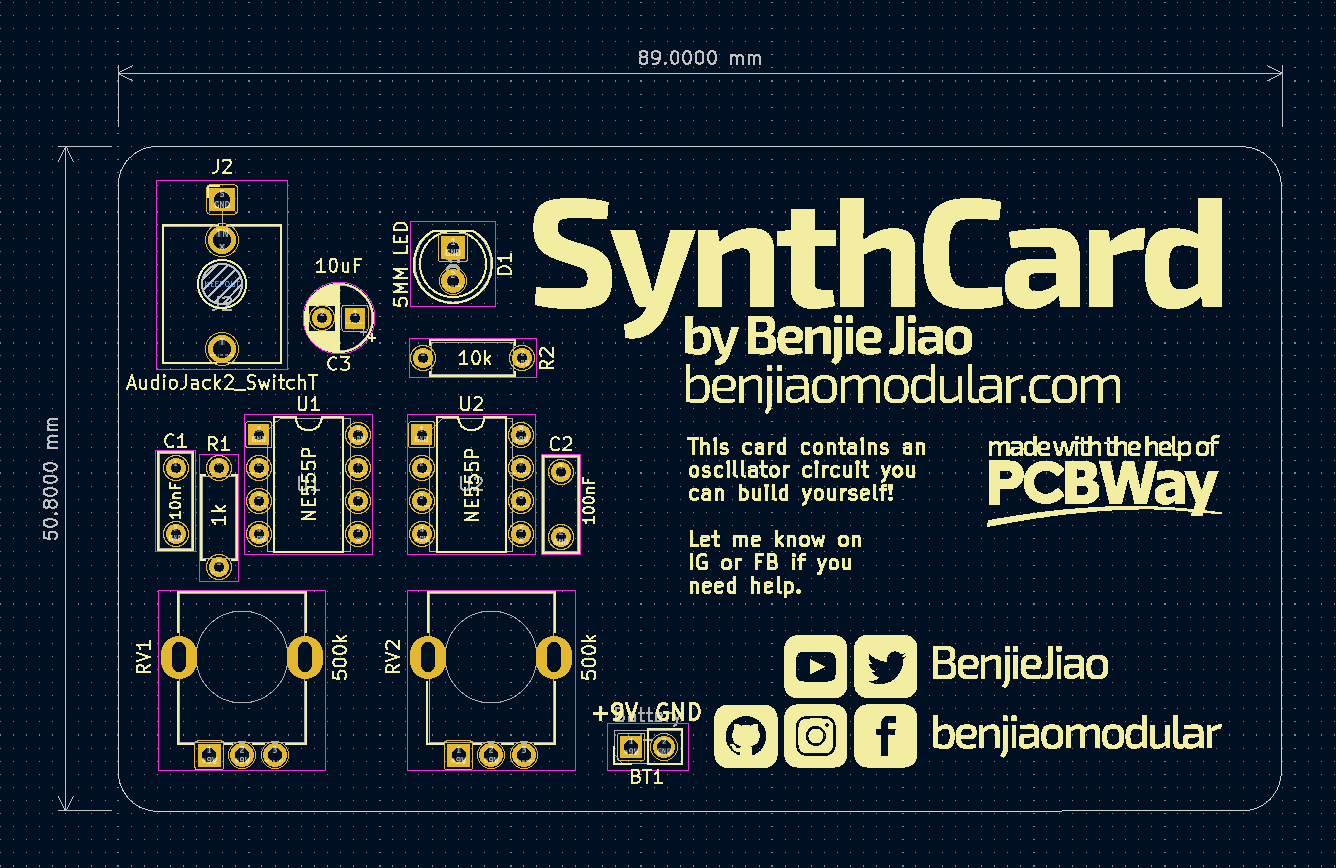 89.0000 mm
50.8000 mm
J2
AudioJack2_SwitchT
10uF
C3
5MM LED
D1
10k
R2
SynthCard
by Benjie Jiao
benjiaomodular.com
U1
NE555P
U2
NE555P
C1
10nF
R1
1k
C2
100nF
This card contains an
oscillator circuit you
can build yourself!
Let me know on
IG or FB if you
need help.
made with the help of
PCBWay
RV1
500k
RV2
500k
+9V GND
Battery
BT1
BenjieJiao
benjiaomodular